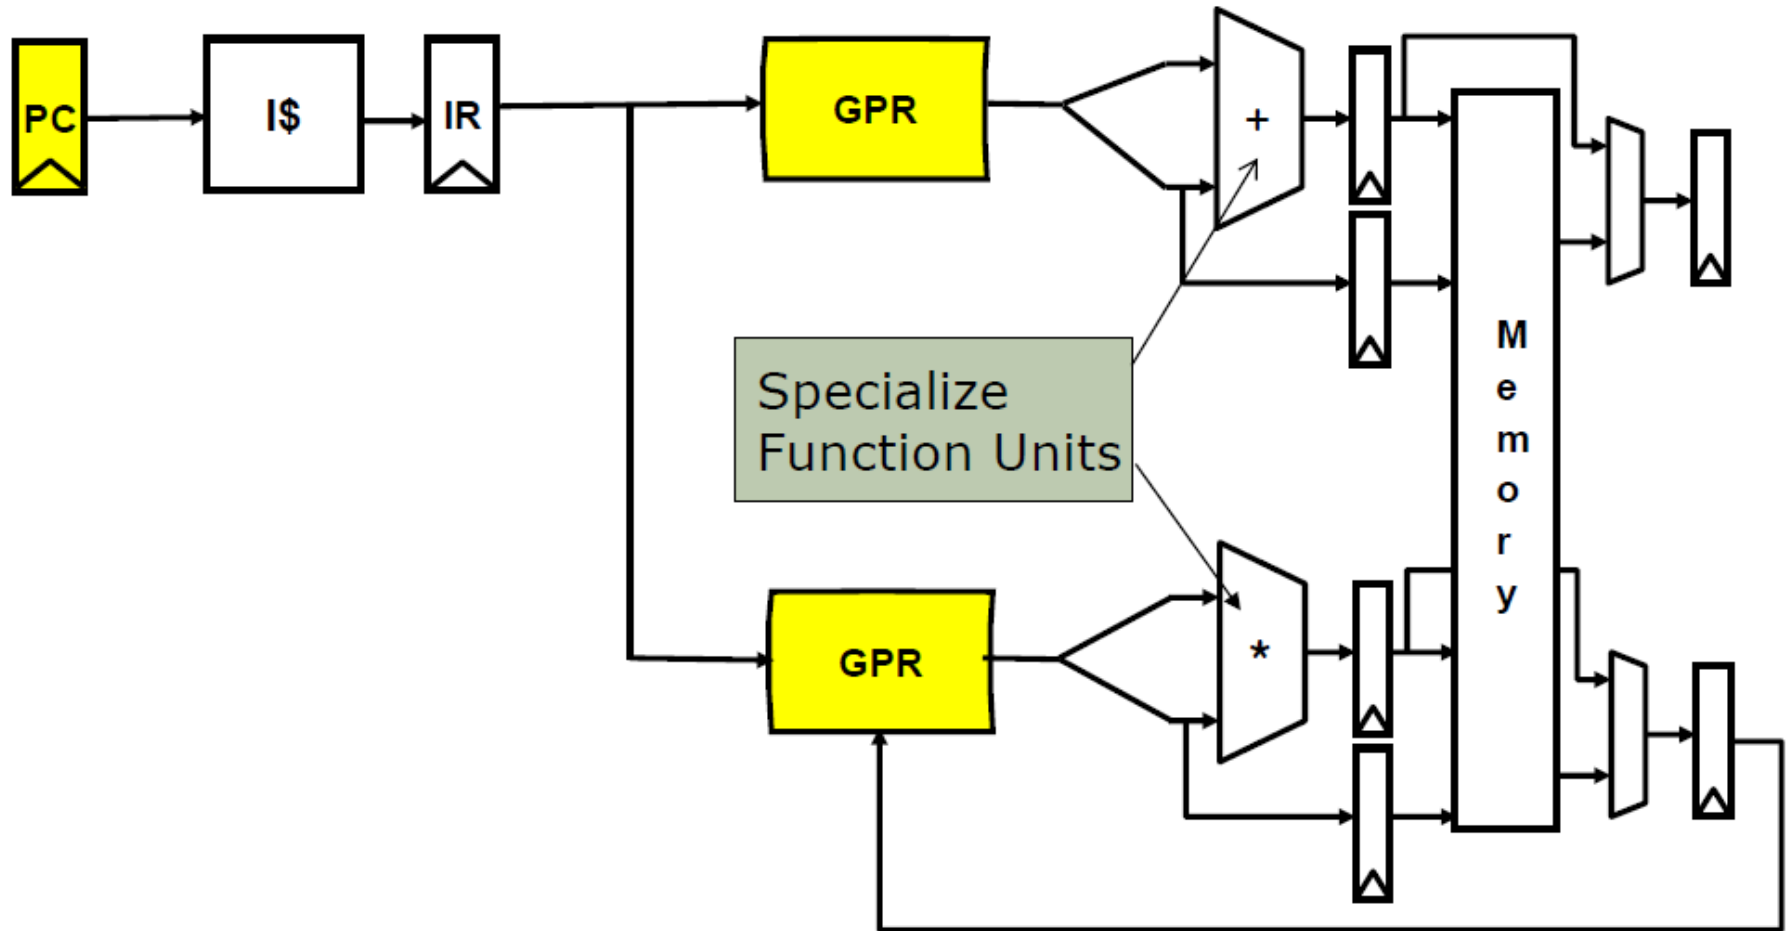 PC
I$
IR
GPR
+
Specialize
Function Units
M
e
m
o
r
y
GPR
*